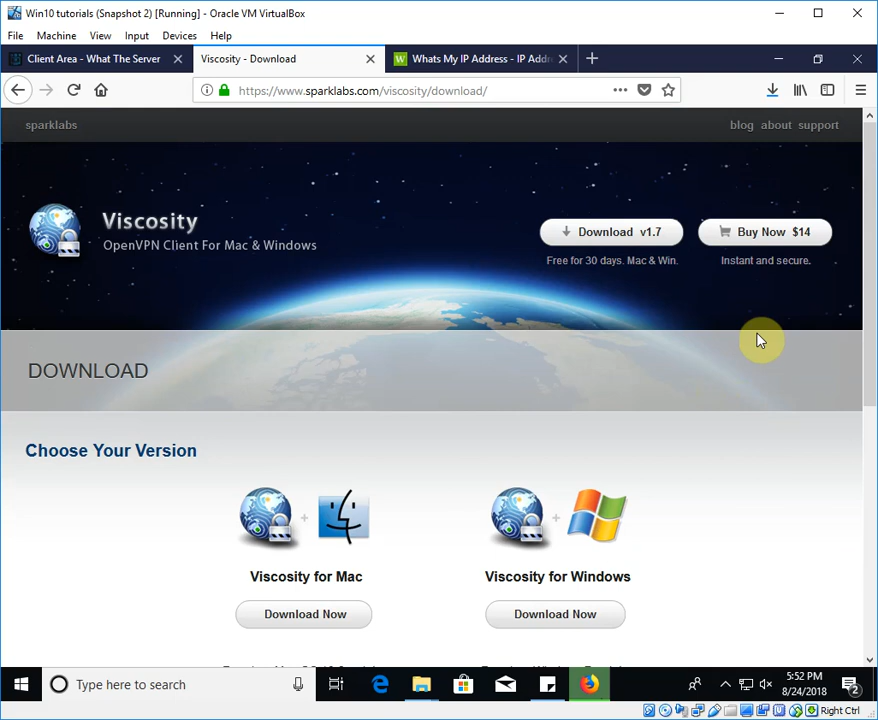 Win10 tutorials (Snapshot 2) [Running] - Oracle VM VirtualBox
File Machine View Input Devices Help
Client Area - What The Server
Viscosity - Download
Whats My IP Address - IP Addr
https://www.sparklabs.com/viscosity/download/
sparklabs
blog about support
Viscosity
OpenVPN Client For Mac & Windows
Download v1.7
Buy Now $14
Free for 30 days. Mac & Win.
Instant and secure.
DOWNLOAD
Choose Your Version
Viscosity for Mac
Viscosity for Windows
Download Now
Download Now
Type here to search
5:52 PM
8/24/2018
2
Right Ctrl